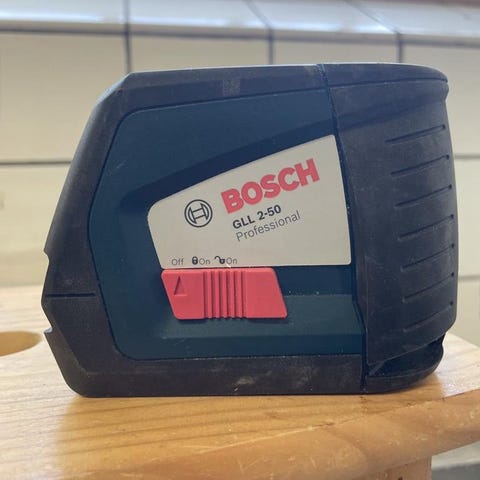 BOSCH
GLL 2-50
Professional
Off On On